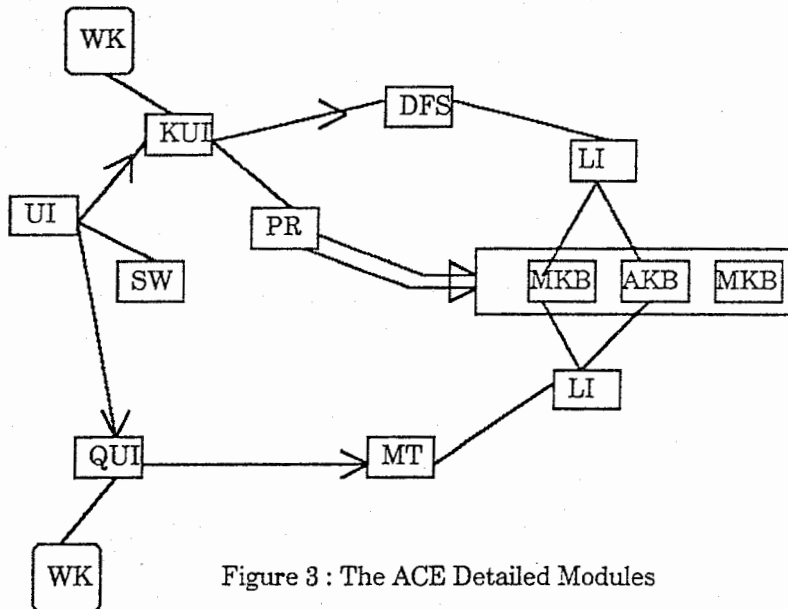 WK
KUI
DFS
LI
UI
PR
SW
MKB
AKB
MKB
LI
QUI
MT
WK
Figure 3 : The ACE Detailed Modules